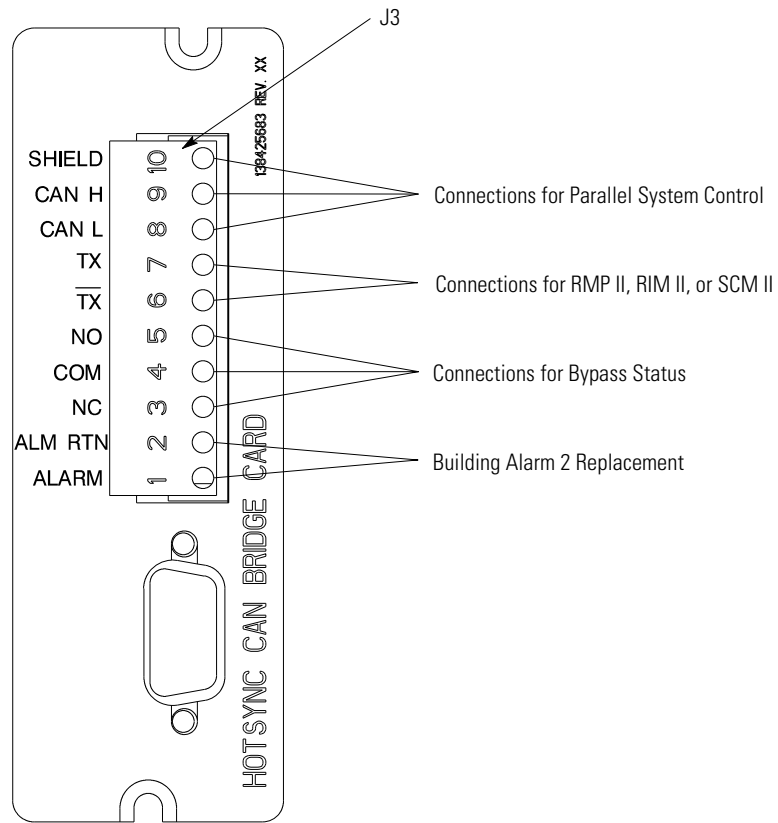 J3
138425683 REV. XX
SHIELD 10
CAN H 9
CAN L 8
TX 7
T̅X̅ 6
NO 5
COM 4
NC 3
ALM RTN 2
ALARM 1
Connections for Parallel System Control
Connections for RMP II, RIM II, or SCM II
Connections for Bypass Status
Building Alarm 2 Replacement
HOTSYNC CAN BRIDGE CARD